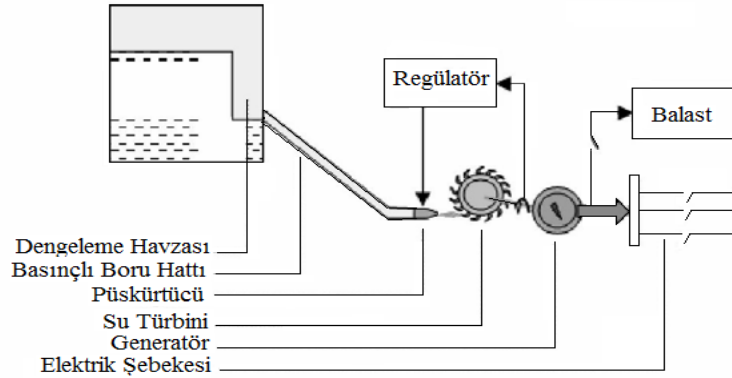 Regülatör
Balast
Dengeleme Havzası
Basınçlı Boru Hattı
Püskürtücü
Su Türbini
Generatör
Elektrik Şebekesi